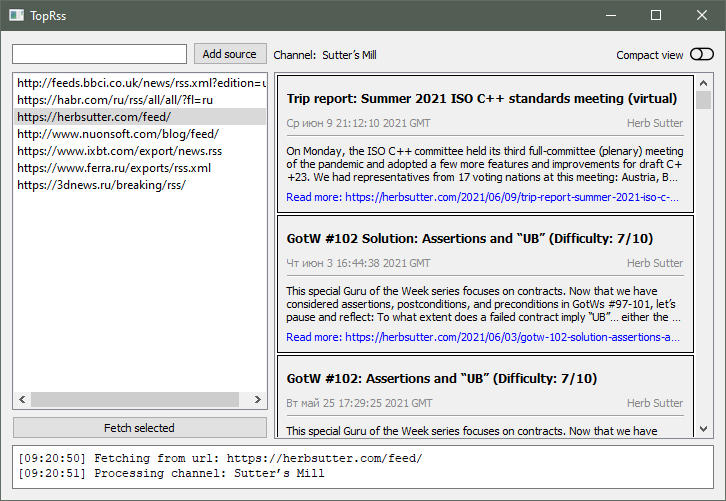 TopRss
Add source
Channel: Sutter's Mill
Compact view
http://feeds.bbci.co.uk/news/rss.xml?edition=u
https://habr.com/ru/rss/all/all/?fl=ru
https://herbsutter.com/feed/
http://www.nuonsoft.com/blog/feed/
https://www.ixbt.com/export/news.rss
https://www.ferra.ru/exports/rss.xml
https://3dnews.ru/breaking/rss/
Fetch selected
Trip report: Summer 2021 ISO C++ standards meeting (virtual)
Ср июн 9 21:12:10 2021 GMT
Herb Sutter
On Monday, the ISO C++ committee held its third full-committee (plenary) meeting
of the pandemic and adopted a few more features and improvements for draft C+
+23. We had representatives from 17 voting nations at this meeting: Austria, B...
Read more: https://herbsutter.com/2021/06/09/trip-report-summer-2021-iso-c-...
GotW #102 Solution: Assertions and “UB” (Difficulty: 7/10)
Чт июн 3 16:44:38 2021 GMT
Herb Sutter
This special Guru of the Week series focuses on contracts. Now that we have
considered assertions, postconditions, and preconditions in GotWs #97-101, let’s
pause and reflect: To what extent does a failed contract imply “UB”... either the ...
Read more: https://herbsutter.com/2021/06/03/gotw-102-solution-assertions-a...
GotW #102: Assertions and “UB” (Difficulty: 7/10)
Вт май 25 17:29:25 2021 GMT
Herb Sutter
This special Guru of the Week series focuses on contracts. Now that we have
[09:20:50] Fetching from url: https://herbsutter.com/feed/
[09:20:51] Processing channel: Sutter’s Mill